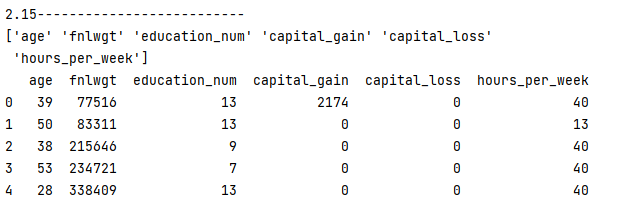 2.15--------------------------
['age' 'fnlwgt' 'education_num' 'capital_gain' 'capital_loss'
 'hours_per_week']
   age  fnlwgt  education_num  capital_gain  capital_loss  hours_per_week
0   39   77516             13          2174             0              40
1   50   83311             13             0             0              13
2   38  215646              9             0             0              40
3   53  234721              7             0             0              40
4   28  338409             13             0             0              40